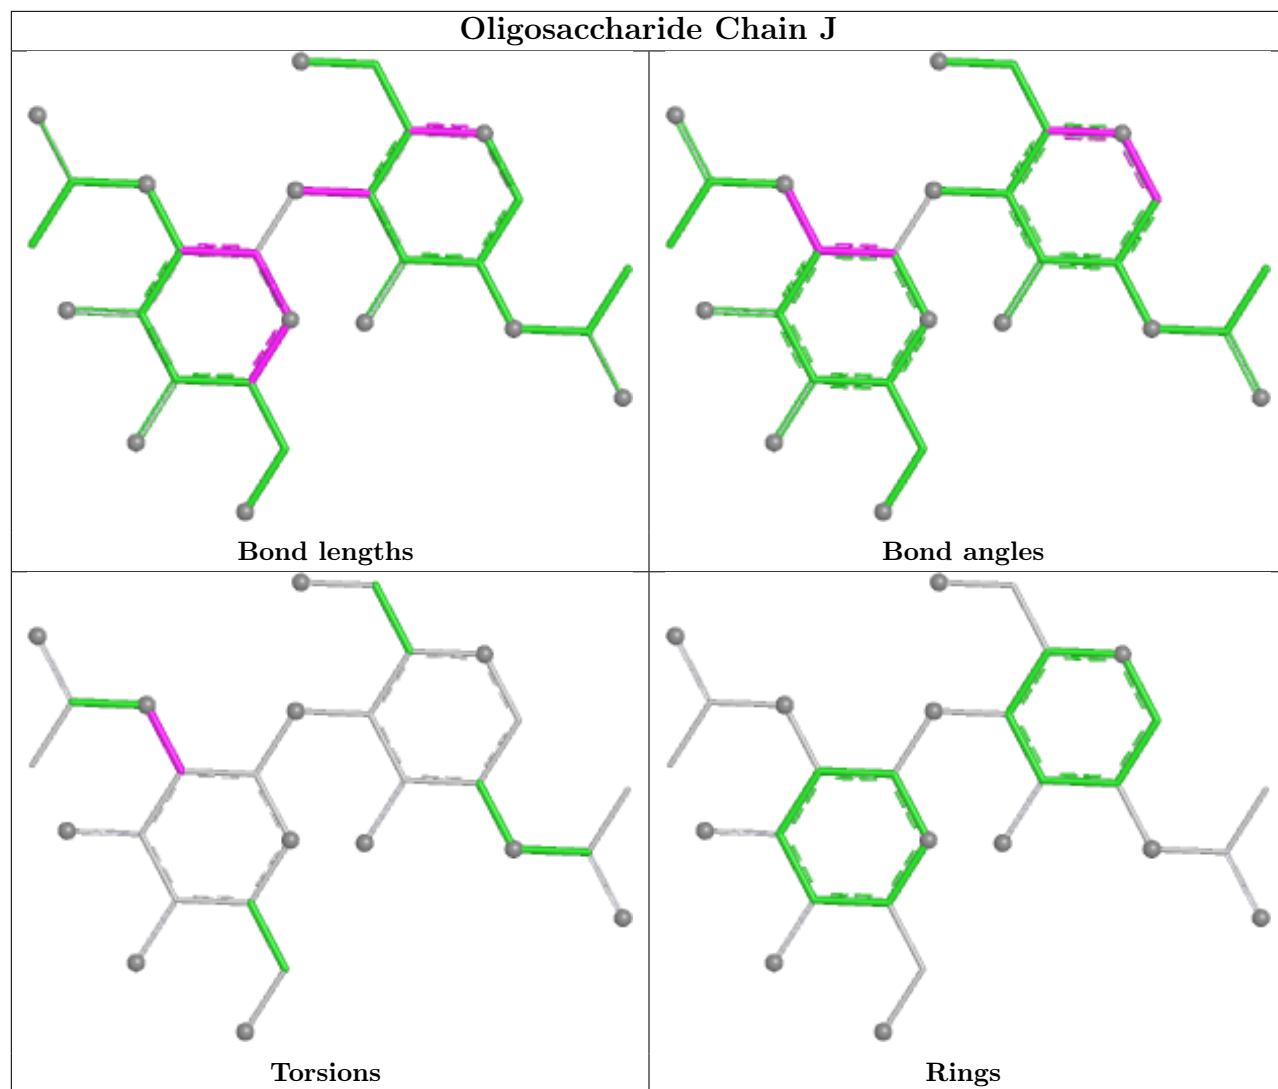 Oligosaccharide Chain J
Bond lengths
Bond angles
Torsions
Rings